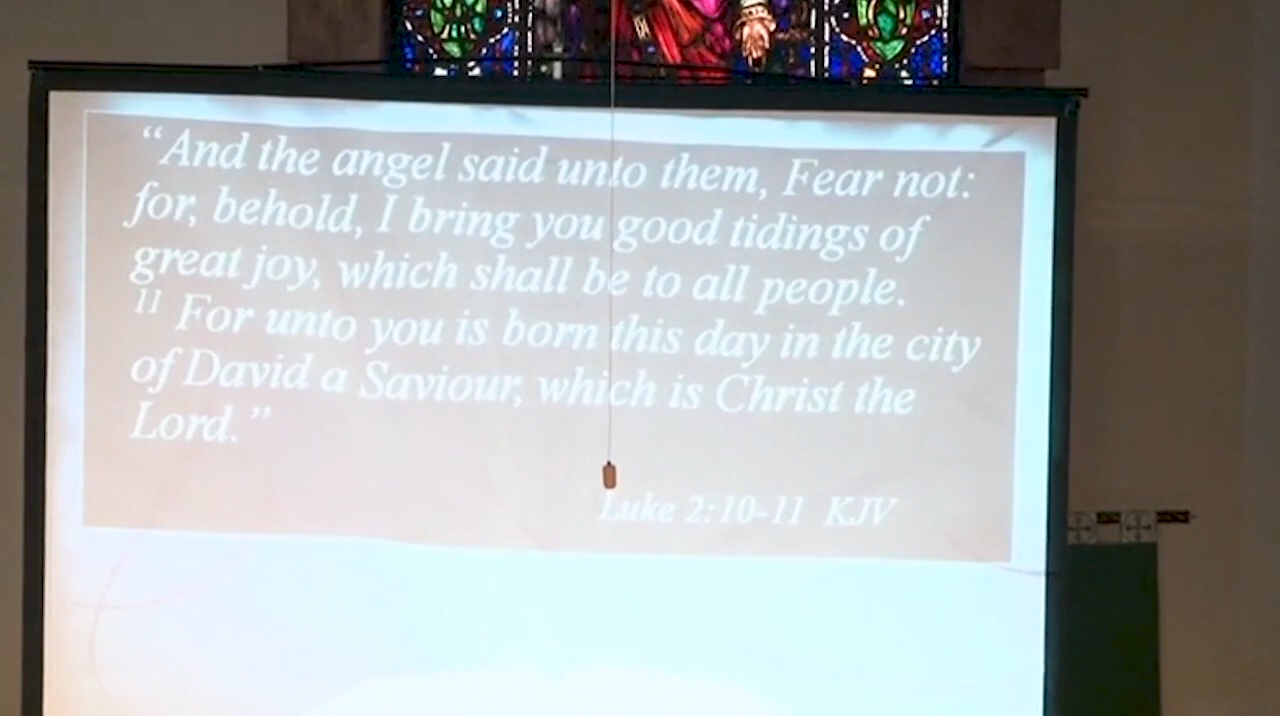 “And the angel said unto them, Fear not:
for, behold, I bring you good tidings of
great joy, which shall be to all people.
11 For unto you is born this day in the city
of David a Saviour, which is Christ the
Lord.”
Luke 2:10-11 KJV